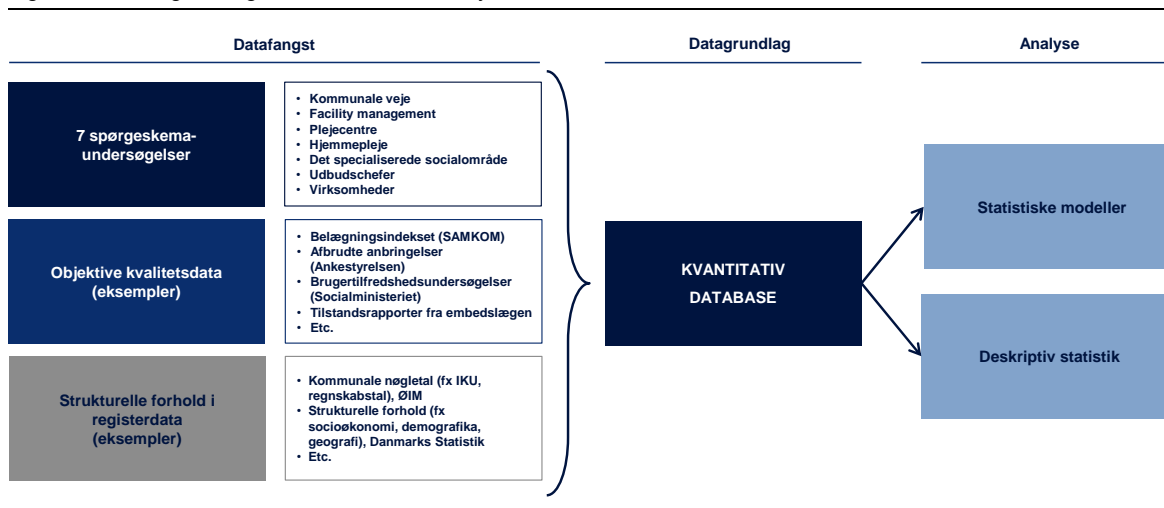 Datafangst
Datagrundlag
Analyse
7 spørgeskema-
undersøgelser
• Kommunale veje
• Facility management
• Plejecentre
• Hjemmepleje
• Det specialiserede socialområde
• Udbudschefer
• Virksomheder
Objektive kvalitetsdata
(eksempler)
• Belægningsindekset (SAMKOM)
• Afbrudte anbringelser
(Ankestyrelsen)
• Brugertilfredshedsundersøgelser
(Socialministeriet)
• Tilstandsrapporter fra embedslægen
• Etc.
Strukturelle forhold i
registerdata
(eksempler)
• Kommunale nøgletal (fx IKU,
regnskabstal), ØIM
• Strukturelle forhold (fx
socioøkonomi, demografika,
geografi), Danmarks Statistik
• Etc.
KVANTITATIV
DATABASE
Statistiske modeller
Deskriptiv statistik